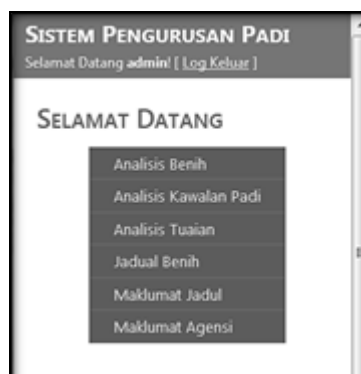 SISTEM PENGURUSAN PADI
Selamat Datang admin! [ Log Keluar ]
SELAMAT DATANG
Analisis Benih
Analisis Kawalan Padi
Analisis Tuaian
Jadual Benih
Maklumat Jadul
Maklumat Agensi